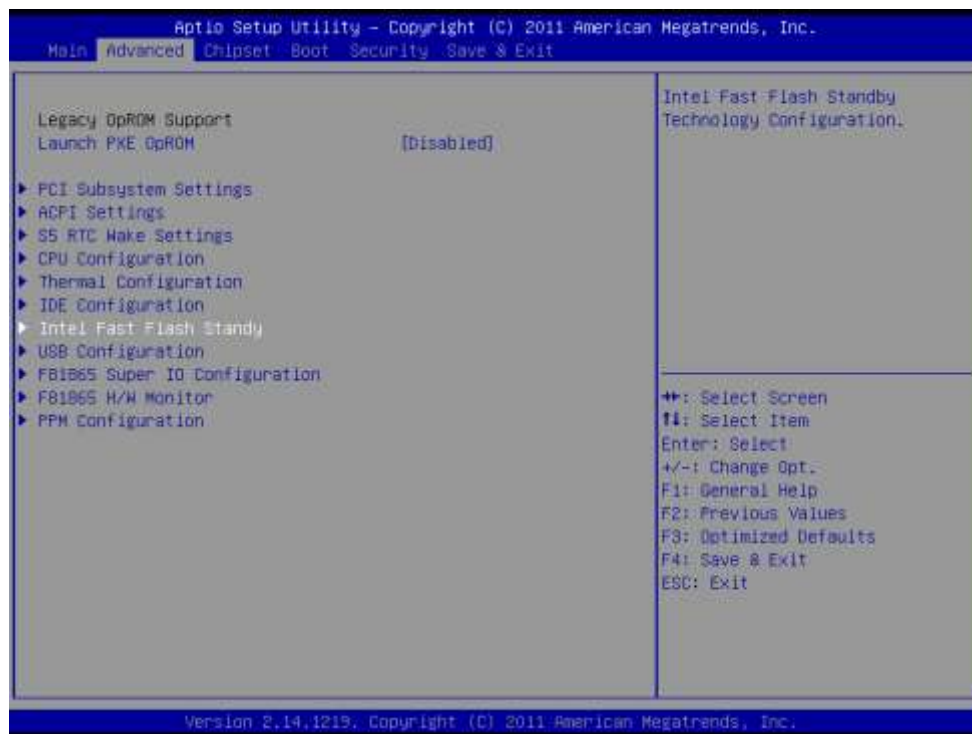 Aptio Setup Utility – Copyright (C) 2011 American Megatrends, Inc.
Main Advanced Chipset Boot Security Save & Exit
Legacy OpROM Support
Launch PXE OpROM [Disabled]
PCI Subsystem Settings
ACPI Settings
S5 RTC Wake Settings
CPU Configuration
Thermal Configuration
IDE Configuration
Intel Fast Flash Standy
USB Configuration
F81865 Super IO Configuration
F81865 H/W Monitor
PPM Configuration
Intel Fast Flash Standby
Technology Configuration.
→←: Select Screen
↑↓: Select Item
Enter: Select
+/-: Change Opt.
F1: General Help
F2: Previous Values
F3: Optimized Defaults
F4: Save & Exit
ESC: Exit
Version 2.14.1219. Copyright (C) 2011 American Megatrends, Inc.